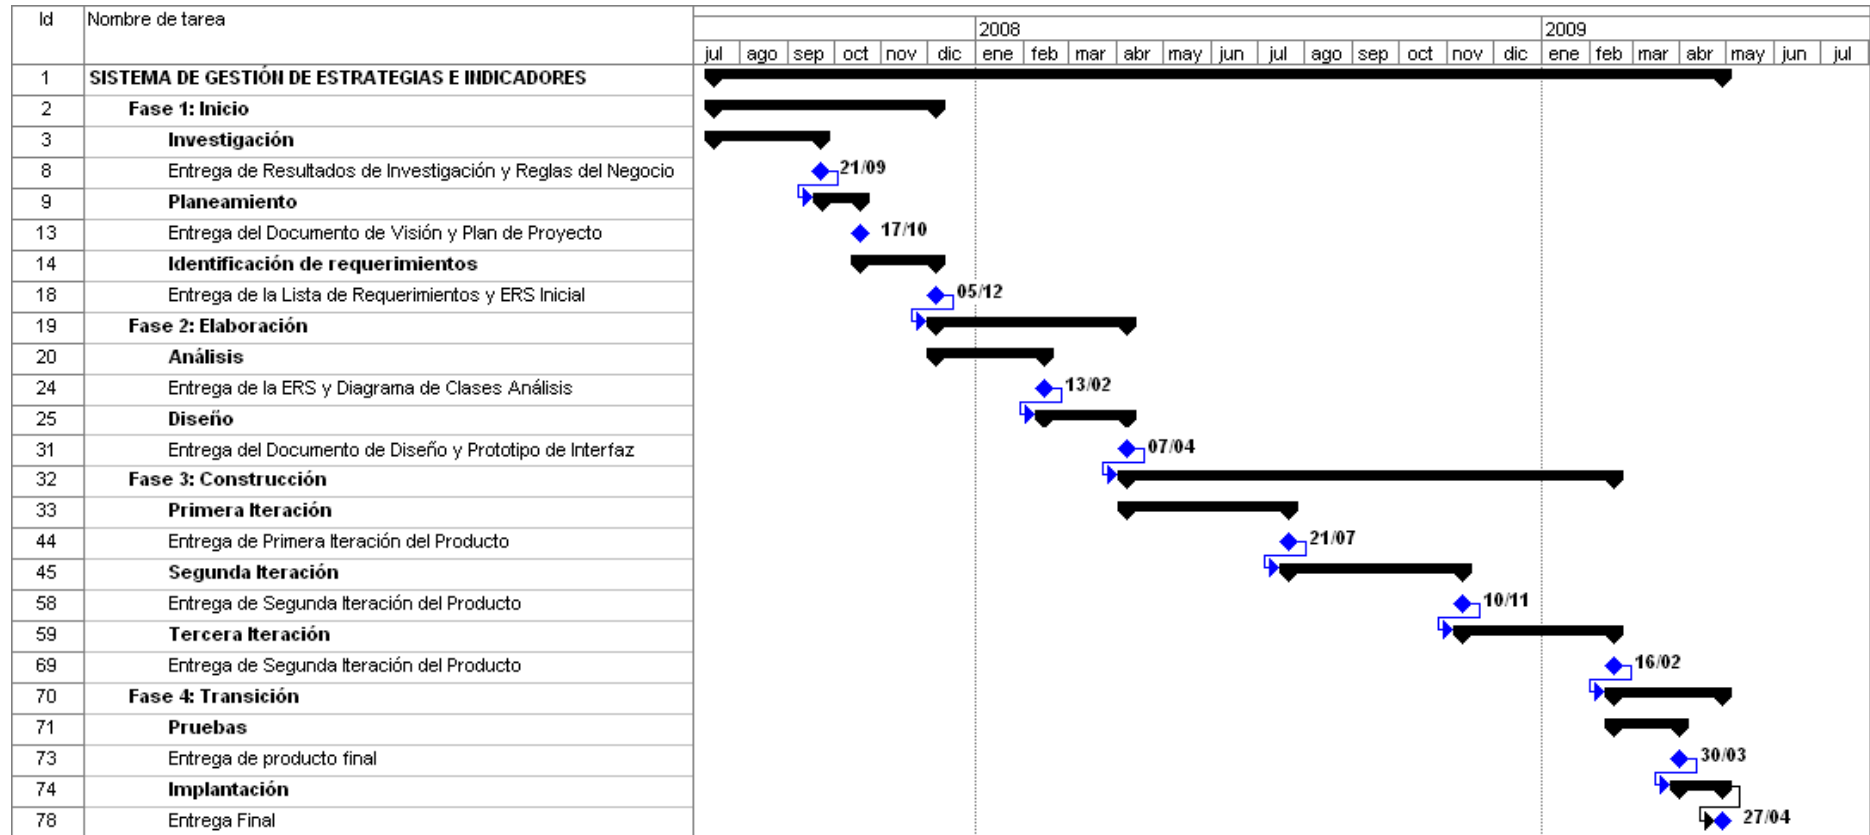 Id Nombre de tarea
2008 2009
jul ago sep oct nov dic ene feb mar abr may jun jul ago sep oct nov dic ene feb mar abr may jun jul
1 SISTEMA DE GESTIÓN DE ESTRATEGIAS E INDICADORES
2 Fase 1: Inicio
3 Investigación
8 Entrega de Resultados de Investigación y Reglas del Negocio 21/09
9 Planeamiento
13 Entrega del Documento de Visión y Plan de Proyecto 17/10
14 Identificación de requerimientos
18 Entrega de la Lista de Requerimientos y ERS Inicial 05/12
19 Fase 2: Elaboración
20 Análisis
24 Entrega de la ERS y Diagrama de Clases Análisis 13/02
25 Diseño
31 Entrega del Documento de Diseño y Prototipo de Interfaz 07/04
32 Fase 3: Construcción
33 Primera Iteración
44 Entrega de Primera Iteración del Producto 21/07
45 Segunda Iteración
58 Entrega de Segunda Iteración del Producto 10/11
59 Tercera Iteración
69 Entrega de Segunda Iteración del Producto 16/02
70 Fase 4: Transición
71 Pruebas
73 Entrega de producto final 30/03
74 Implantación
78 Entrega Final 27/04